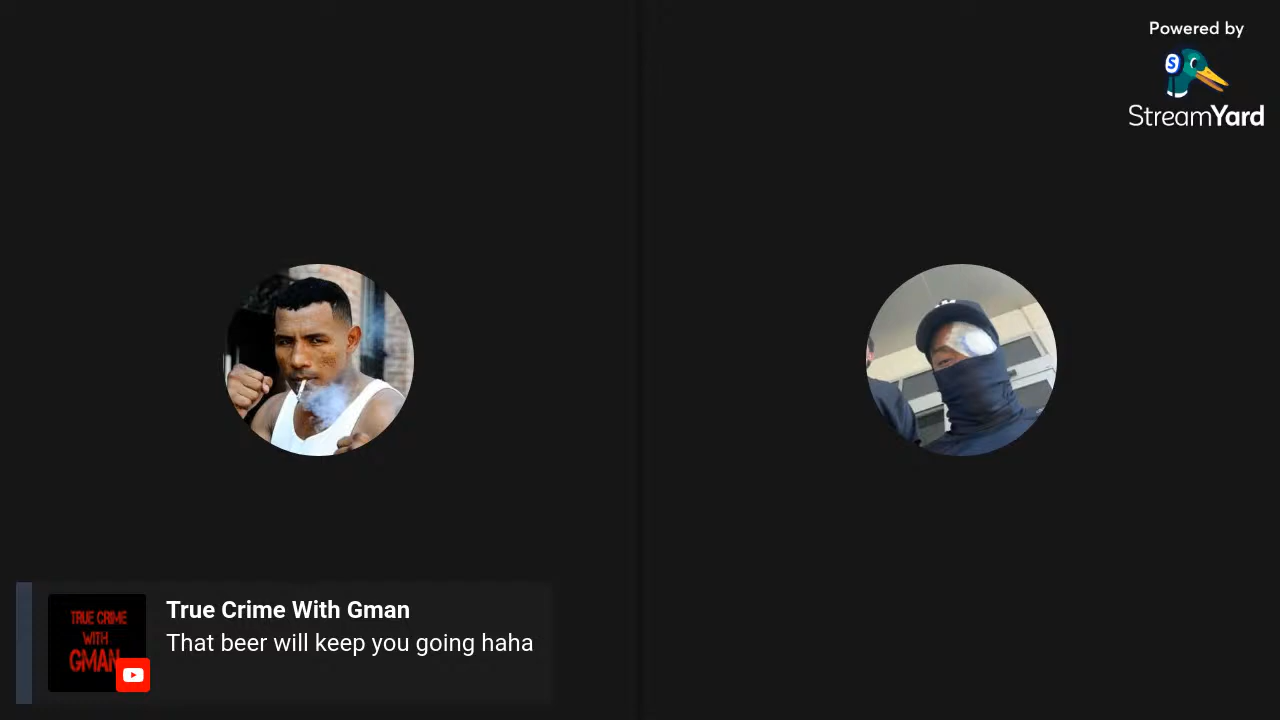 Powered by
StreamYard
TRUE CRIME
WITH
GMAN
True Crime With Gman
That beer will keep you going haha